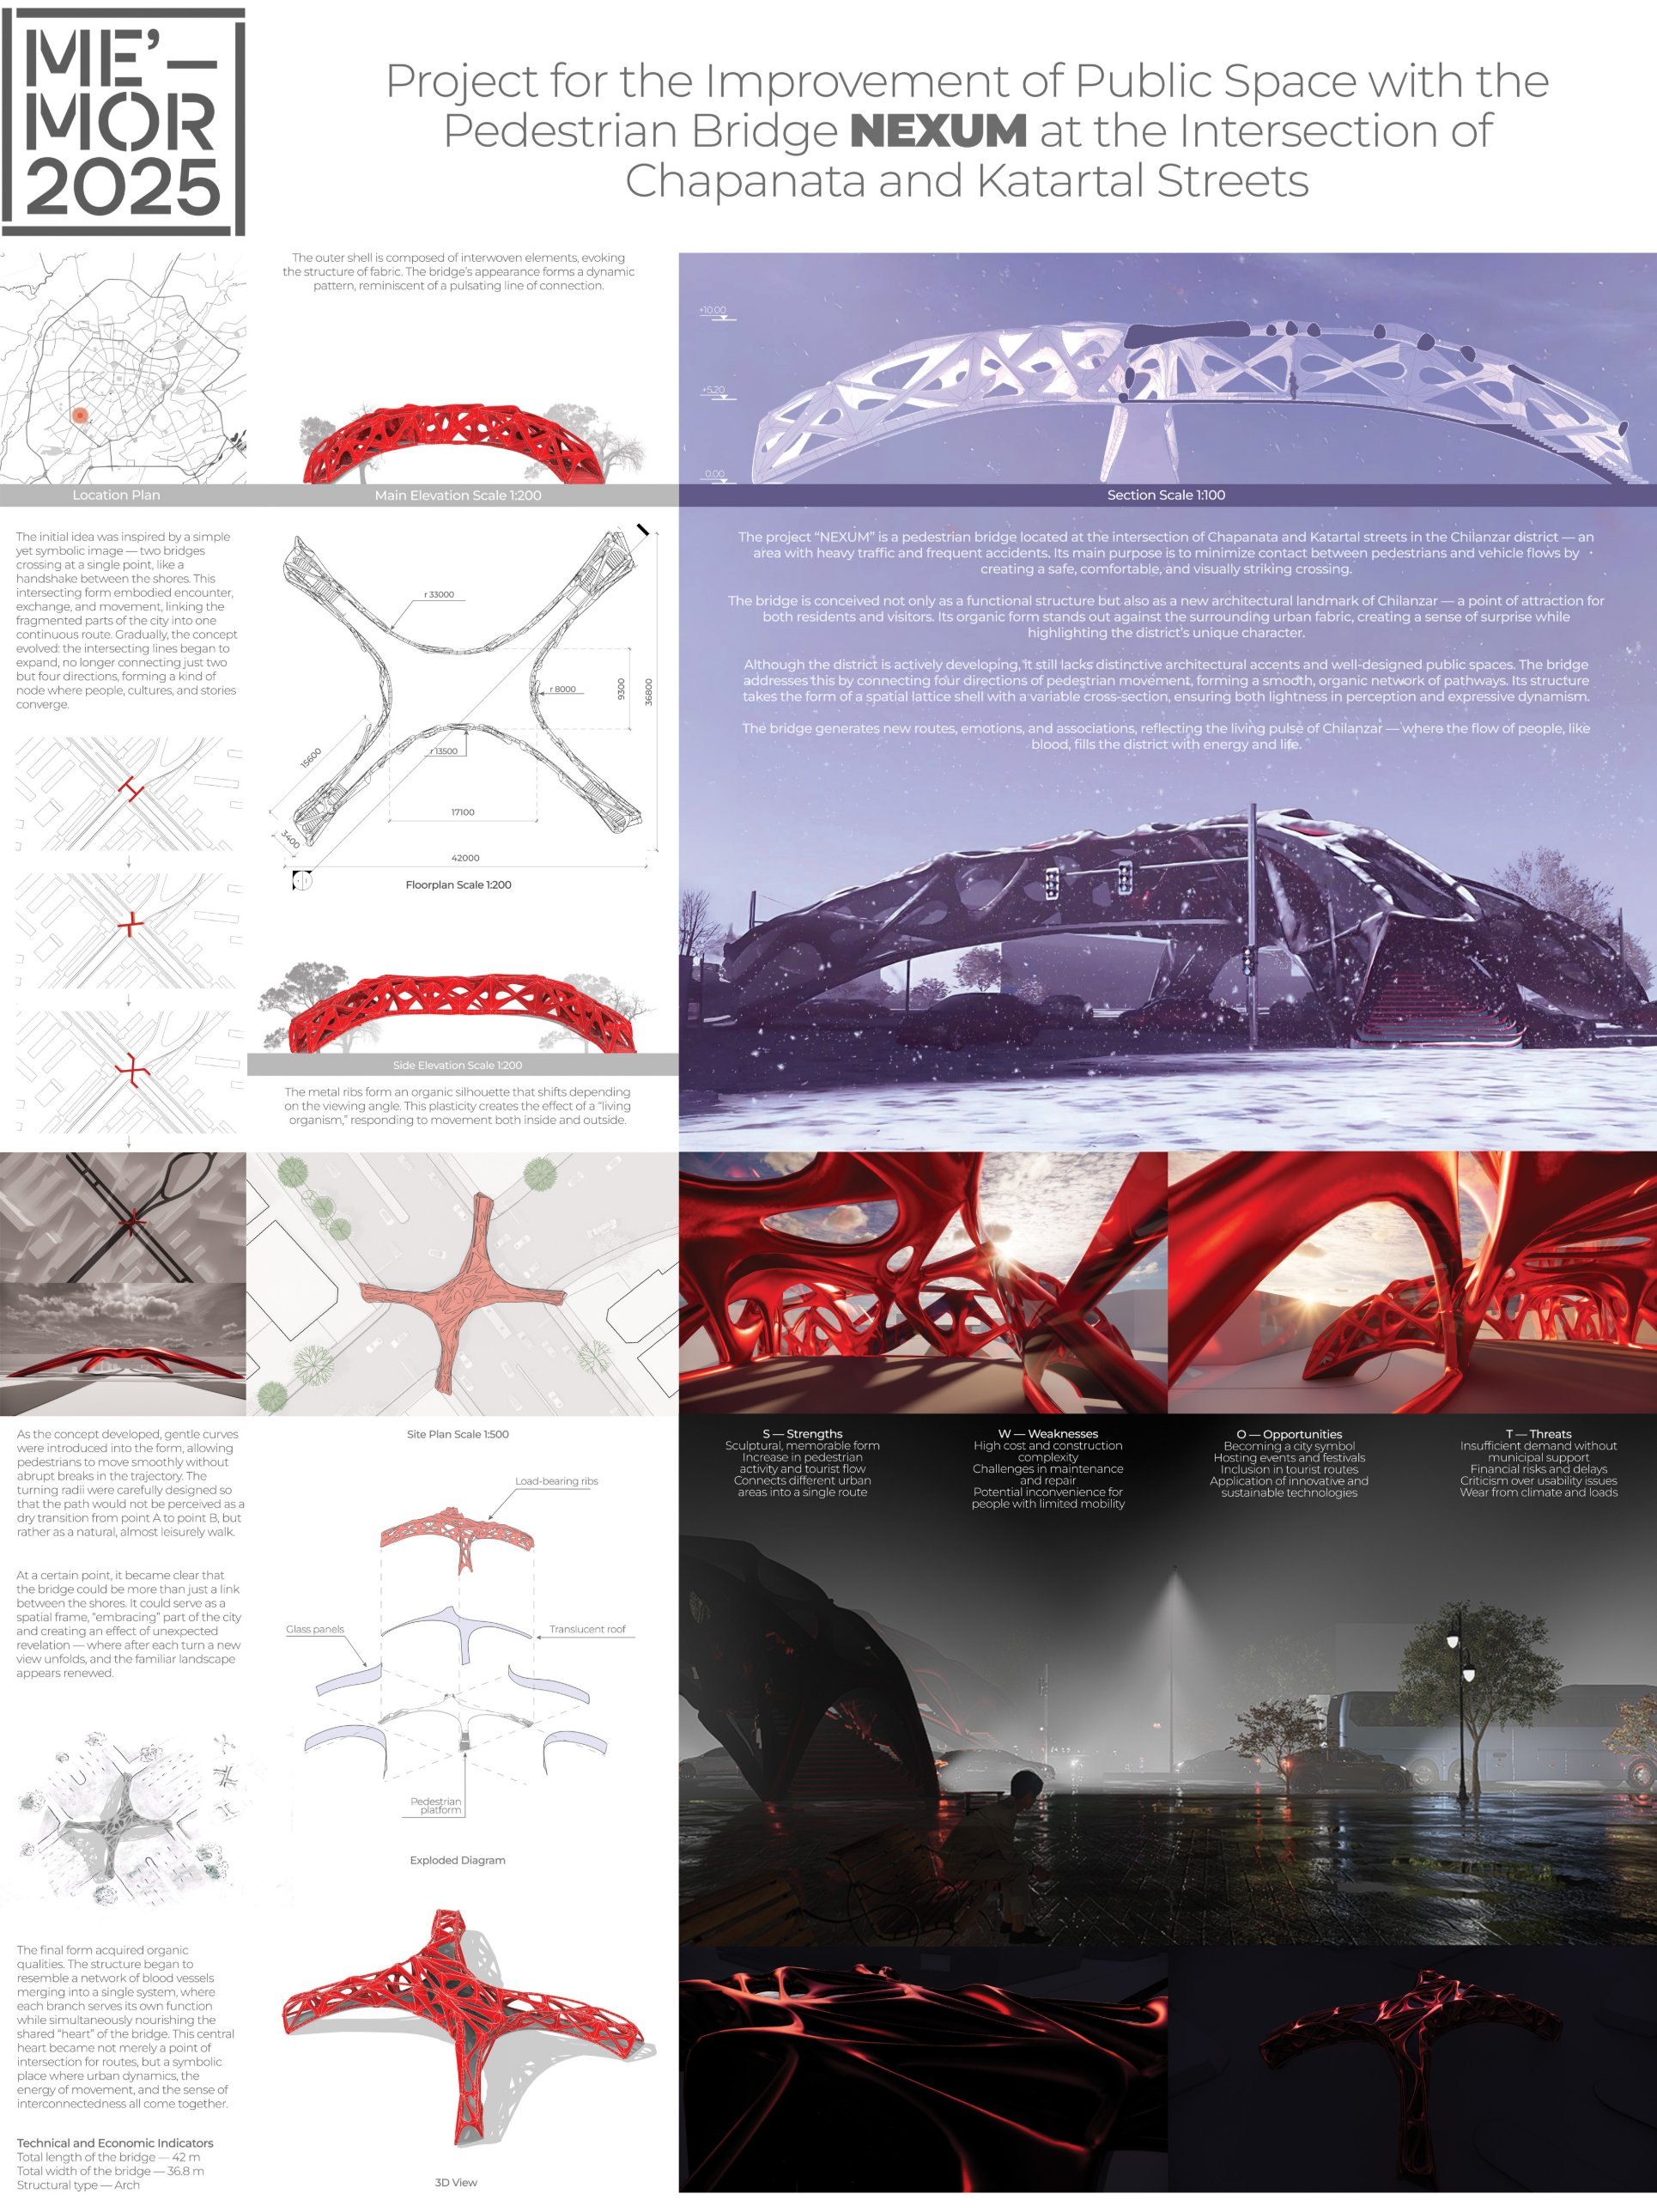 ME’—
MOR
2025
Project for the Improvement of Public Space with the
Pedestrian Bridge NEXUM at the Intersection of
Chapanata and Katartal Streets
Location Plan
The outer shell is composed of interwoven elements, evoking
the structure of fabric. The bridge’s appearance forms a dynamic
pattern, reminiscent of a pulsating line of connection.
Main Elevation Scale 1:200
+10.00
+5.20
0.00
Section Scale 1:100
The initial idea was inspired by a simple
yet symbolic image — two bridges
crossing at a single point, like a
handshake between the shores. This
intersecting form embodied encounter,
exchange, and movement, linking the
fragmented parts of the city into one
continuous route. Gradually, the concept
evolved: the intersecting lines began to
expand, no longer connecting just two
but four directions, forming a kind of
node where people, cultures, and stories
converge.
r 33000
r 8000
9300
36800
r 13500
15600
17100
3400
42000
Floorplan Scale 1:200
Side Elevation Scale 1:200
The metal ribs form an organic silhouette that shifts depending
on the viewing angle. This plasticity creates the effect of a “living
organism,” responding to movement both inside and outside.
The project “NEXUM” is a pedestrian bridge located at the intersection of Chapanata and Katartal streets in the Chilanzar district — an
area with heavy traffic and frequent accidents. Its main purpose is to minimize contact between pedestrians and vehicle flows by
creating a safe, comfortable, and visually striking crossing.
The bridge is conceived not only as a functional structure but also as a new architectural landmark of Chilanzar — a point of attraction for
both residents and visitors. Its organic form stands out against the surrounding urban fabric, creating a sense of surprise while
highlighting the district’s unique character.
Although the district is actively developing, it still lacks distinctive architectural accents and well-designed public spaces. The bridge
addresses this by connecting four directions of pedestrian movement, forming a smooth, organic network of pathways. Its structure
takes the form of a spatial lattice shell with a variable cross-section, ensuring both lightness in perception and expressive dynamism.
The bridge generates new routes, emotions, and associations, reflecting the living pulse of Chilanzar — where the flow of people, like
blood, fills the district with energy and life.
As the concept developed, gentle curves
were introduced into the form, allowing
pedestrians to move smoothly without
abrupt breaks in the trajectory. The
turning radii were carefully designed so
that the path would not be perceived as a
dry transition from point A to point B, but
rather as a natural, almost leisurely walk.
At a certain point, it became clear that
the bridge could be more than just a link
between the shores. It could serve as a
spatial frame, “embracing” part of the city
and creating an effect of unexpected
revelation — where after each turn a new
view unfolds, and the familiar landscape
appears renewed.
The final form acquired organic
qualities. The structure began to
resemble a network of blood vessels
merging into a single system, where
each branch serves its own function
while simultaneously nourishing the
shared “heart” of the bridge. This central
heart became not merely a point of
intersection for routes, but a symbolic
place where urban dynamics, the
energy of movement, and the sense of
interconnectedness all come together.
Technical and Economic Indicators
Total length of the bridge — 42 m
Total width of the bridge — 36.8 m
Structural type — Arch
Site Plan Scale 1:500
Load-bearing ribs
Glass panels
Translucent roof
Pedestrian
platform
Exploded Diagram
3D View
S — Strengths
Sculptural, memorable form
Increase in pedestrian
activity and tourist flow
Connects different urban
areas into a single route
W — Weaknesses
High cost and construction
complexity
Challenges in maintenance
and repair
Potential inconvenience for
people with limited mobility
O — Opportunities
Becoming a city symbol
Hosting events and festivals
Inclusion in tourist routes
Application of innovative and
sustainable technologies
T — Threats
Insufficient demand without
municipal support
Financial risks and delays
Criticism over usability issues
Wear from climate and loads